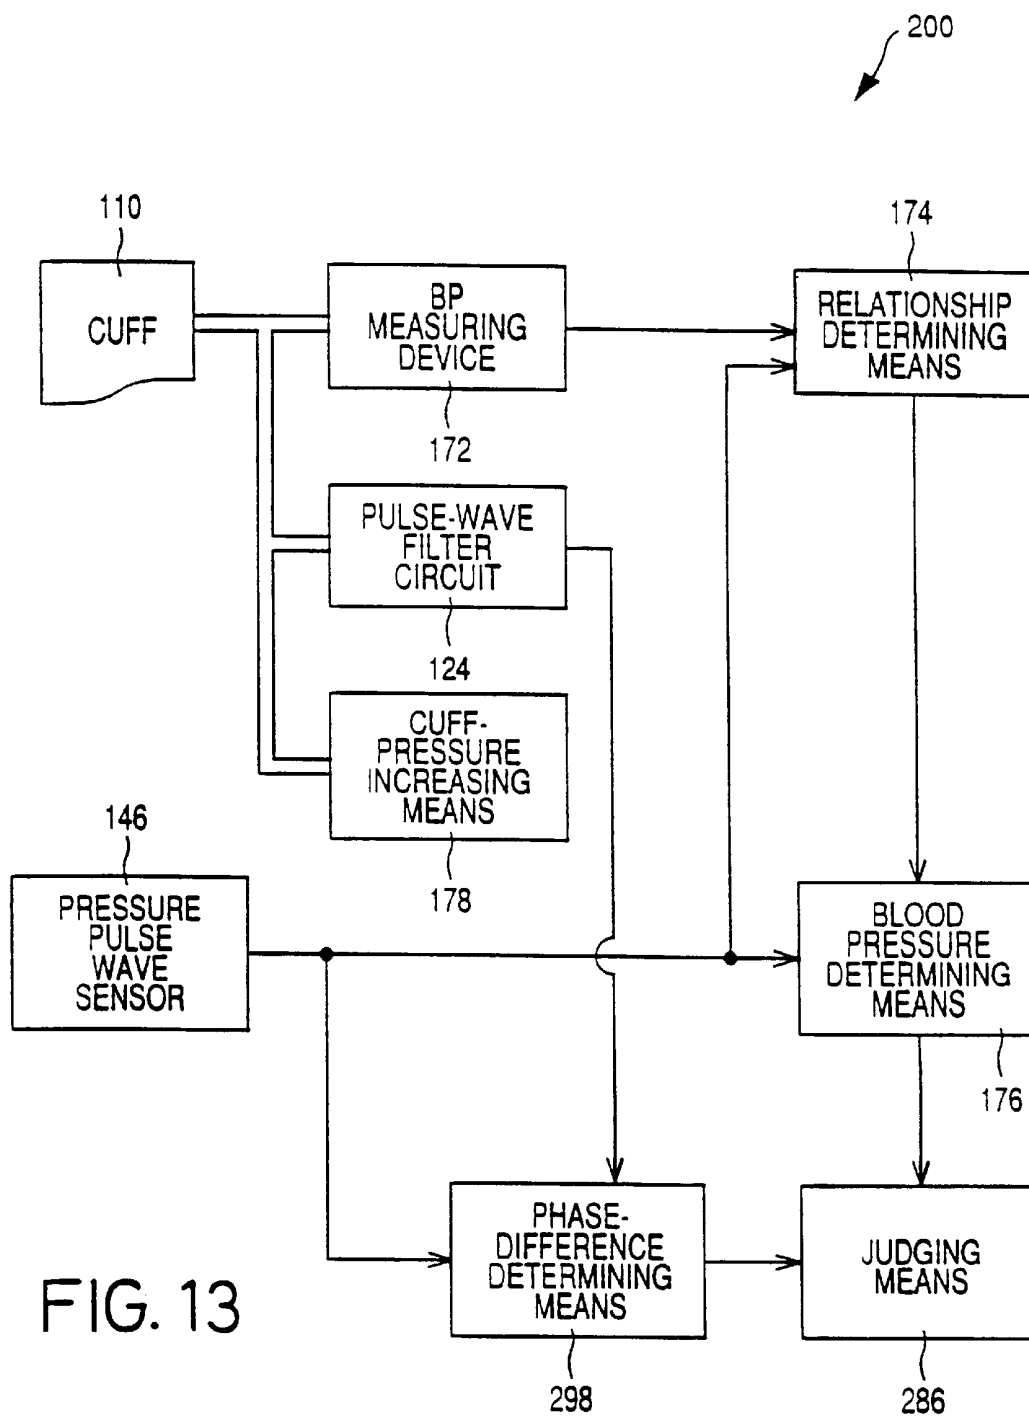 200
110
CUFF
BP
MEASURING
DEVICE
172
174
RELATIONSHIP
DETERMINING
MEANS
PULSE-WAVE
FILTER
CIRCUIT
124
CUFF-
PRESSURE
INCREASING
MEANS
178
146
PRESSURE
PULSE
WAVE
SENSOR
BLOOD
PRESSURE
DETERMINING
MEANS
176
PHASE-
DIFFERENCE
DETERMINING
MEANS
298
JUDGING
MEANS
286
FIG. 13